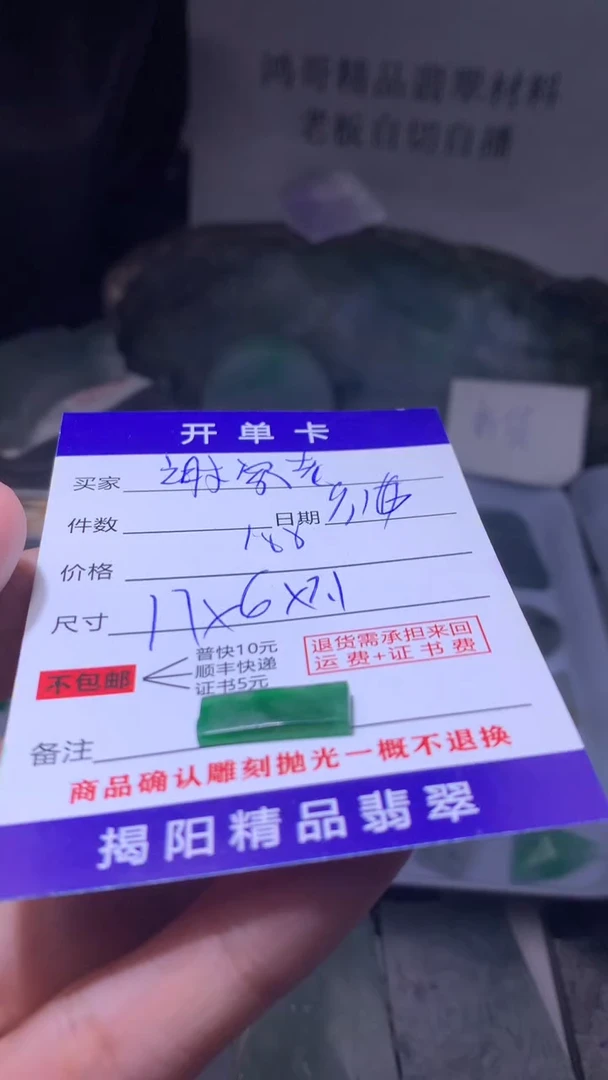 鸿哥精品翡翠材料
老板自切自播
开单卡
买家
件数 日期
188
价格
尺寸 17×6×2.1
普快10元
不包邮 顺丰快递
证书5元
退货需承担来回
运费+证书费
备注
商品确认雕刻抛光一概不退换
揭阳精品翡翠